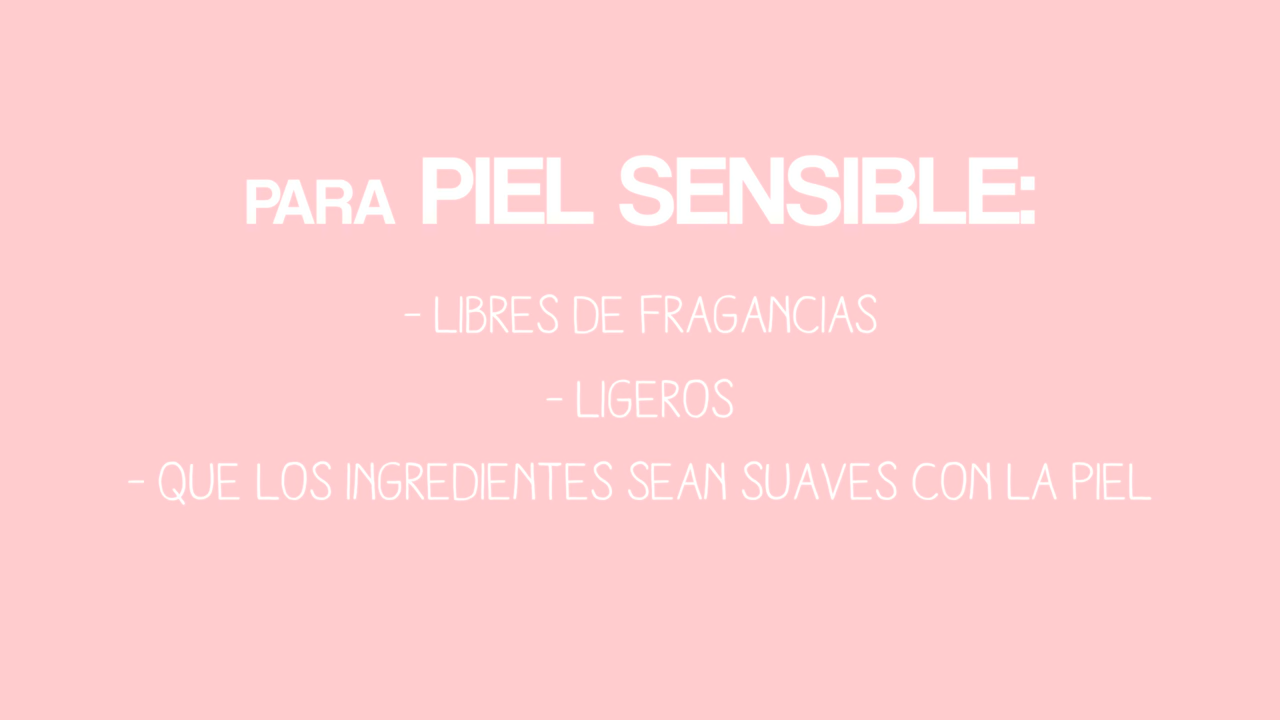 PARA PIEL SENSIBLE:
- LIBRES DE FRAGANCIAS
- LIGEROS
- QUE LOS INGREDIENTES SEAN SUAVES CON LA PIEL